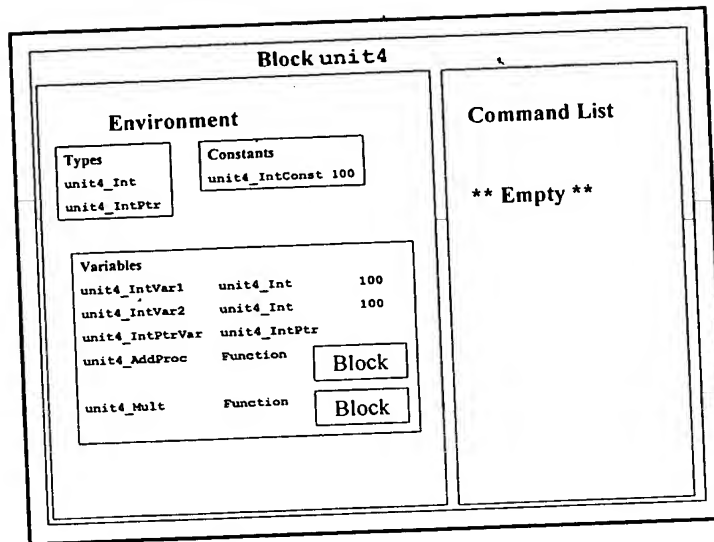 Block unit4
Environment
Types
unit4_Int
unit4_IntPtr
Constants
unit4_IntConst 100
Variables
unit4_IntVar1 unit4_Int 100
unit4_IntVar2 unit4_Int 100
unit4_IntPtrVar unit4_IntPtr
unit4_AddProc Function Block
unit4_Mult Function Block
Command List
** Empty **